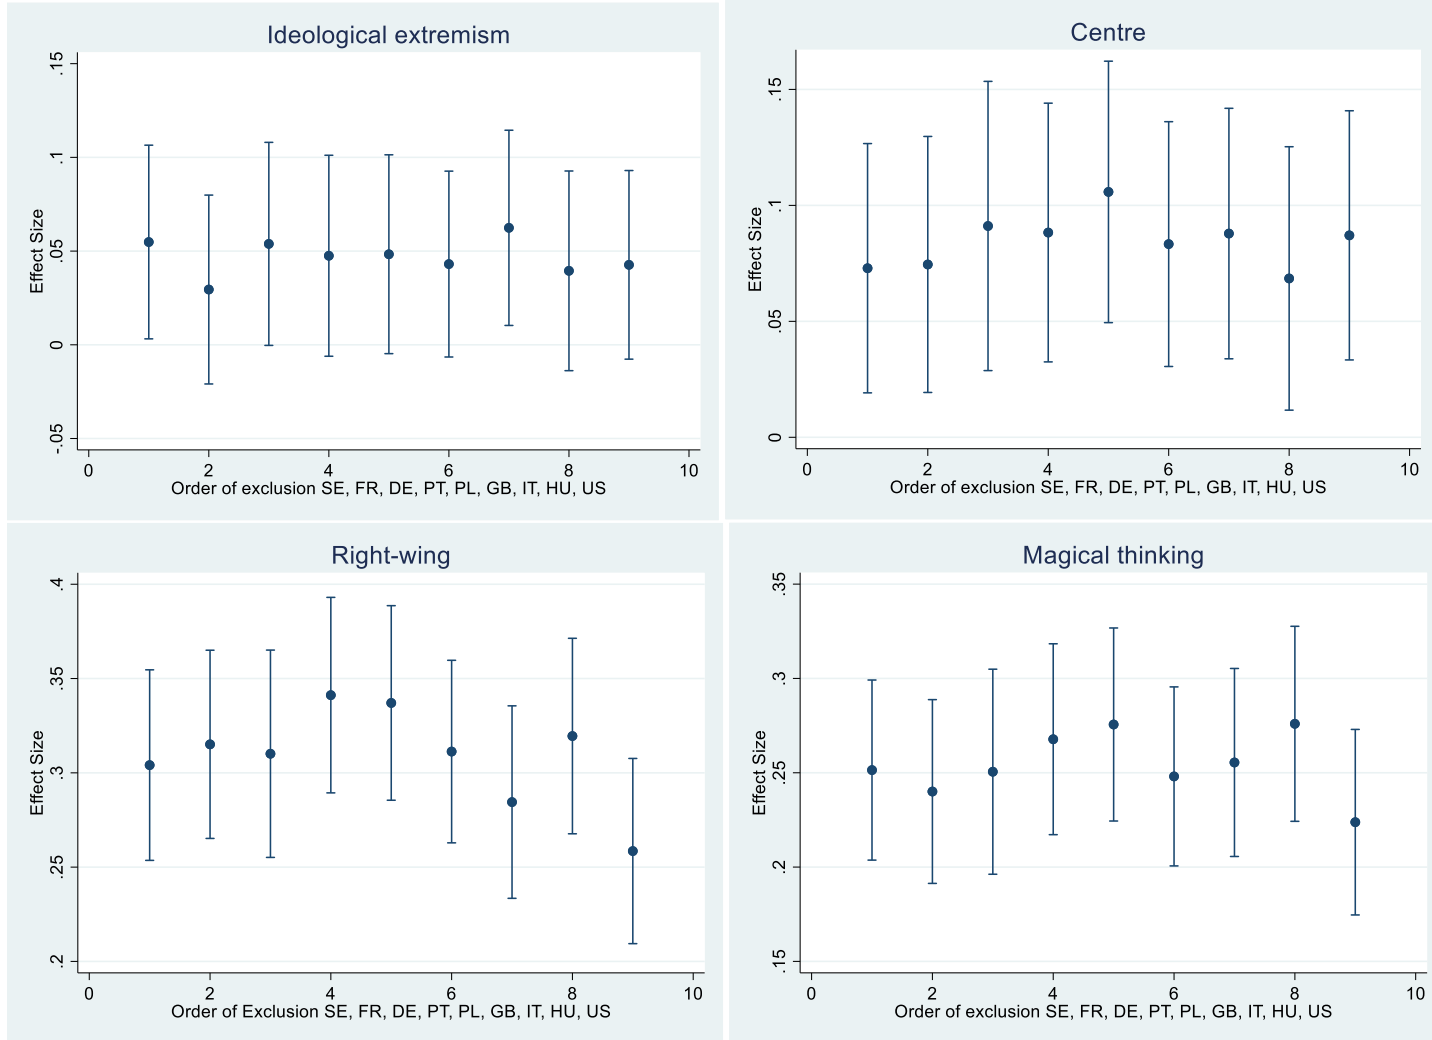 Ideological extremism
.15
.1
.05
0
-.05
Effect Size
0 2 4 6 8 10
Order of exclusion SE, FR, DE, PT, PL, GB, IT, HU, US
Centre
.15
.1
.05
0
Effect Size
0 2 4 6 8 10
Order of exclusion SE, FR, DE, PT, PL, GB, IT, HU, US
Right-wing
.4
.35
.3
.25
.2
Effect Size
0 2 4 6 8 10
Order of Exclusion SE, FR, DE, PT, PL, GB, IT, HU, US
Magical thinking
.35
.3
.25
.2
.15
Effect Size
0 2 4 6 8 10
Order of exclusion SE, FR, DE, PT, PL, GB, IT, HU, US